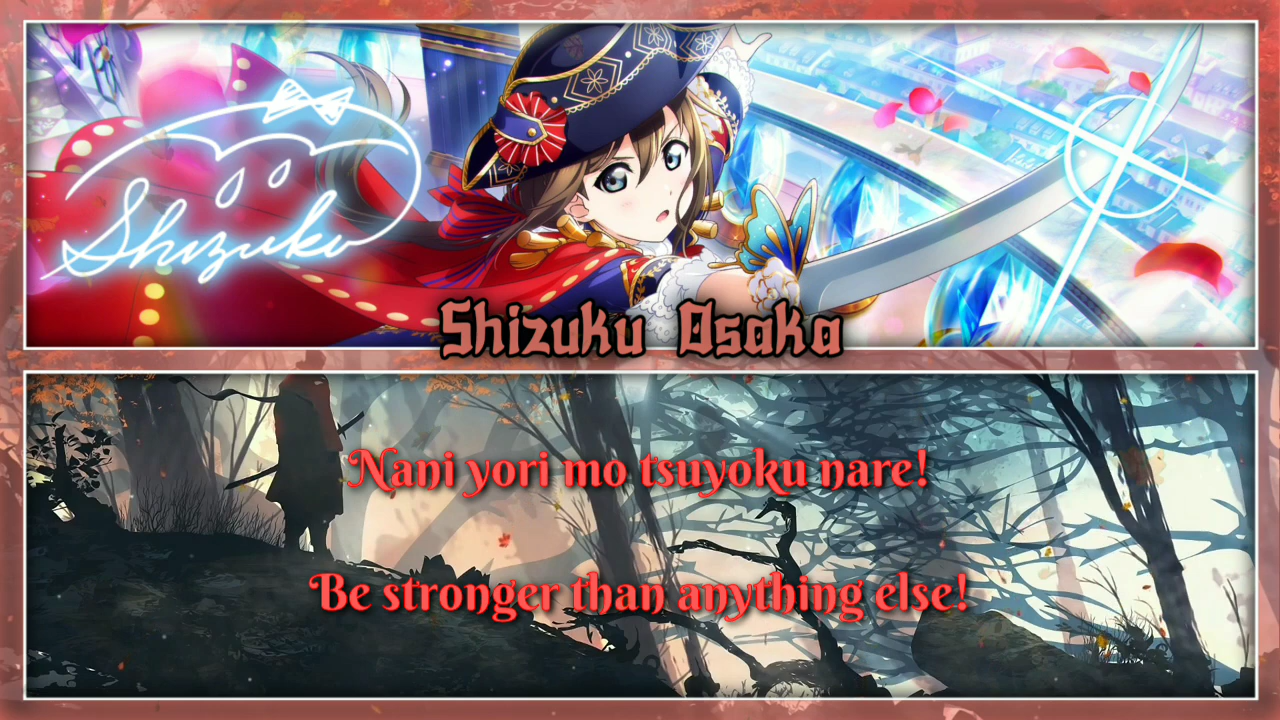 Shizuku
Shizuku Osaka
Nani yori mo tsuyoku nare!
Be stronger than anything else!